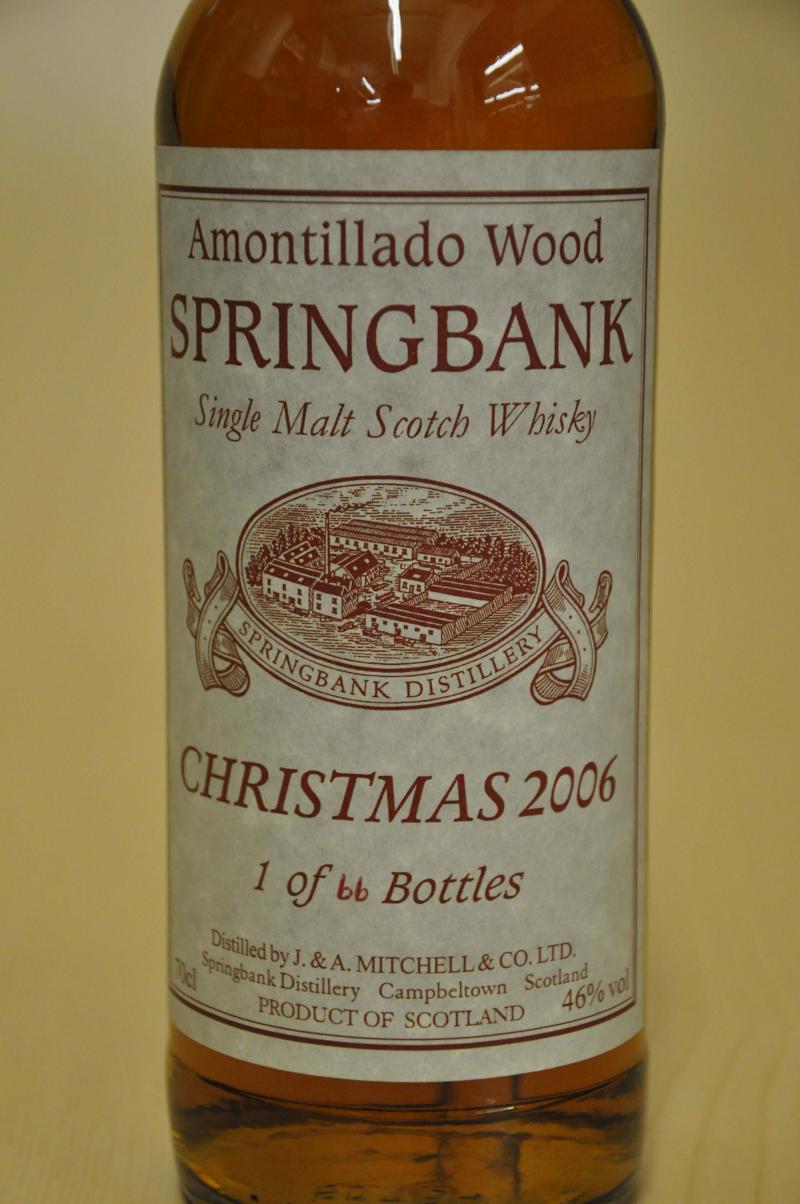 Amontillado Wood
SPRINGBANK
Single Malt Scotch Whisky
SPRINGBANK DISTILLERY
CHRISTMAS 2006
1 of 66 Bottles
Distilled by J. & A. MITCHELL & CO. LTD.
Springbank Distillery Campbeltown Scotland
70cl 46% vol
PRODUCT OF SCOTLAND